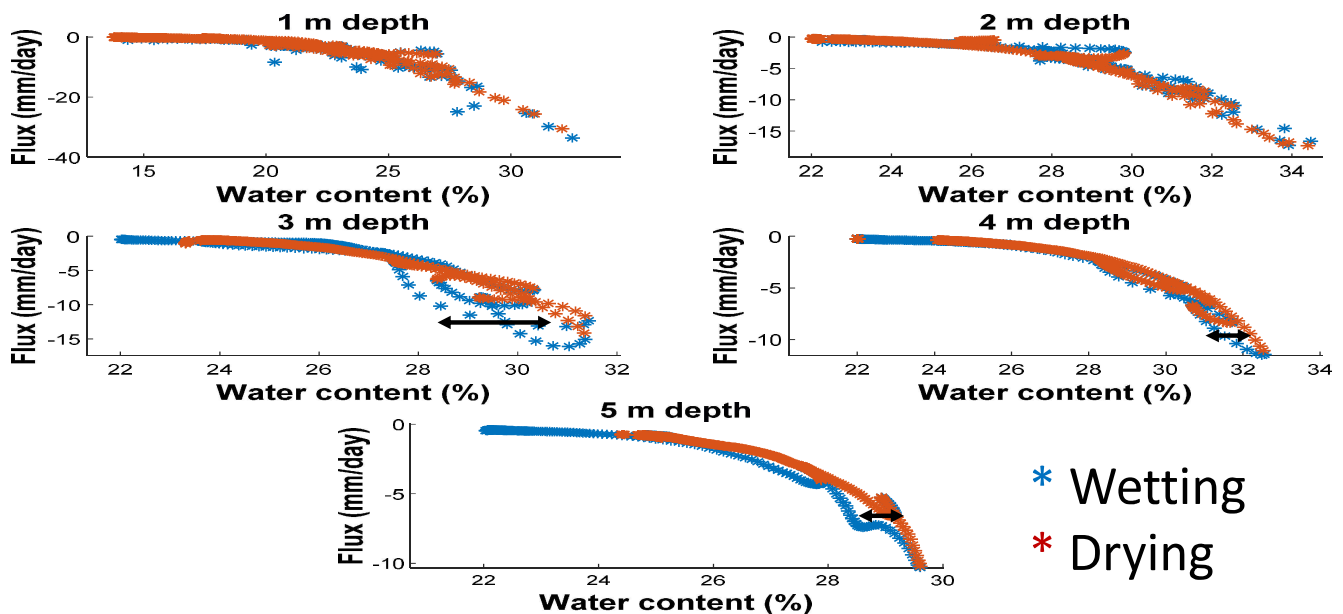 1 m depth
0
-20
-40
Flux (mm/day)
15 20 25 30
Water content (%)
2 m depth
0
-5
-10
-15
Flux (mm/day)
22 24 26 28 30 32 34
Water content (%)
3 m depth
0
-5
-10
-15
Flux (mm/day)
22 24 26 28 30 32
Water content (%)
4 m depth
0
-5
-10
Flux (mm/day)
22 24 26 28 30 32 34
Water content (%)
5 m depth
0
-5
-10
Flux (mm/day)
22 24 26 28 30
Water content (%)
* Wetting
* Drying